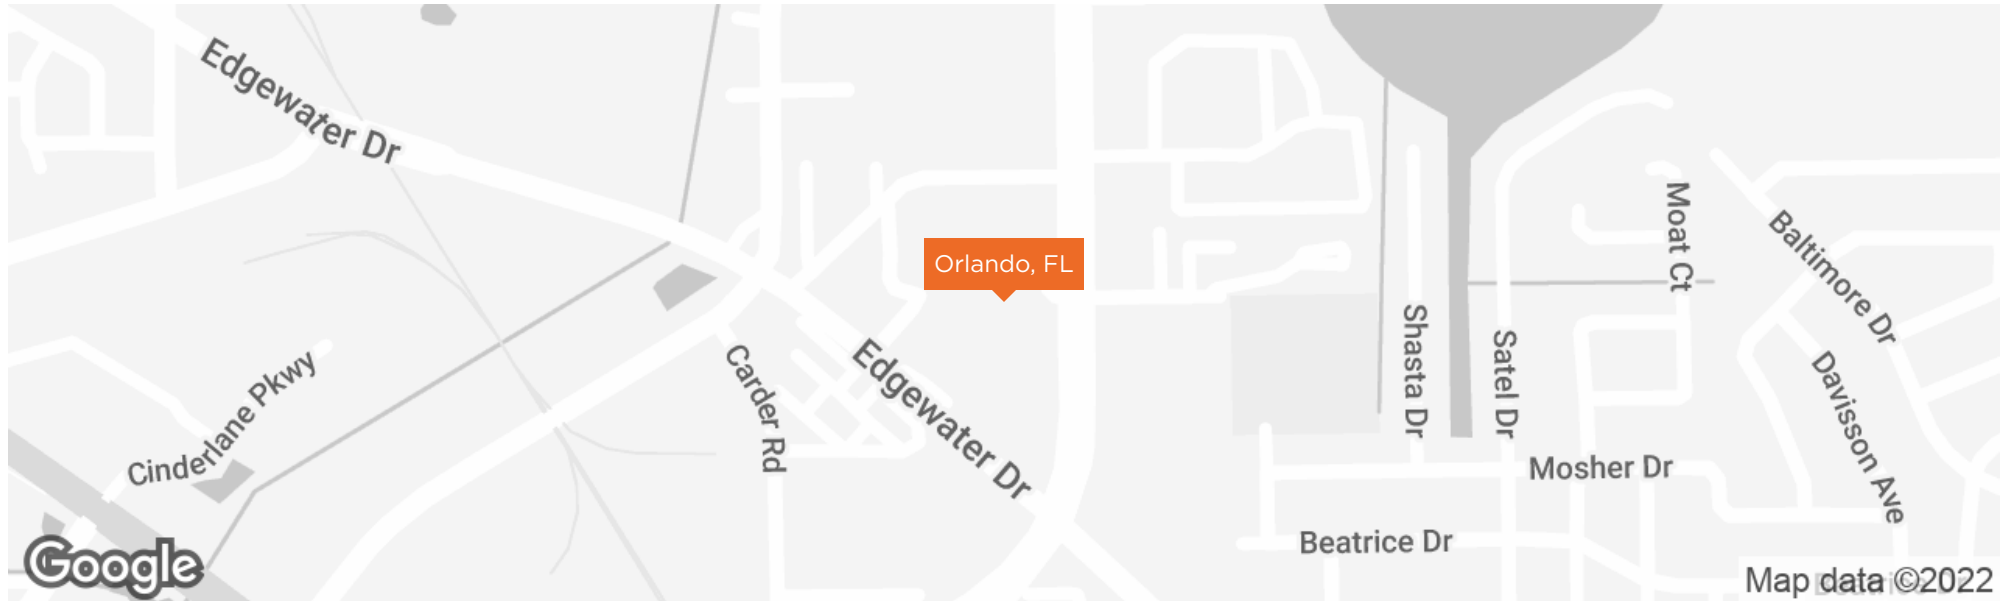 Edgewater Dr
Orlando, FL
Moat Ct
Baltimore Dr
Shasta Dr
Satel Dr
Edgewater Dr
Carder Rd
Cinderlane Pkwy
Davisson Ave
Mosher Dr
Beatrice Dr
Google
Map data ©2022